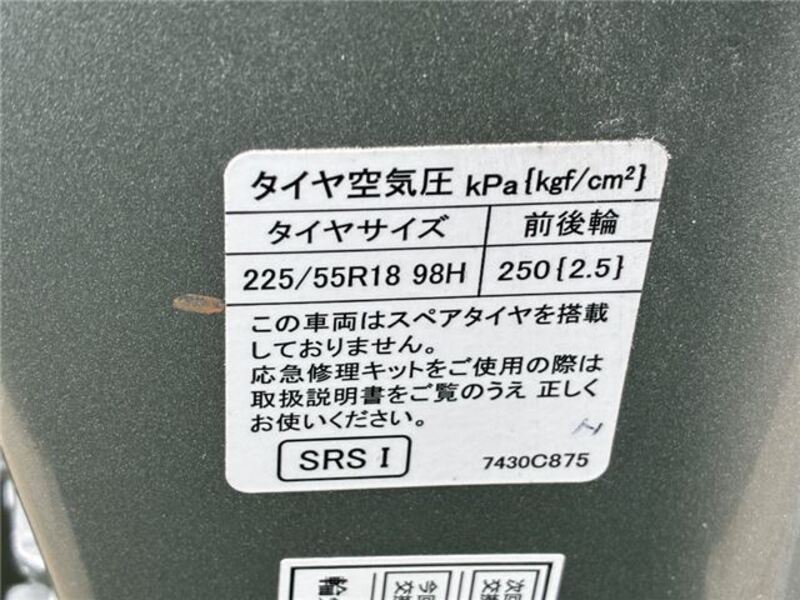 タイヤ空気圧 kPa{kgf/cm²}
タイヤサイズ 前後輪
225/55R18 98H 250{2.5}
この車両はスペアタイヤを搭載
しておりません。
応急修理キットをご使用の際は
取扱説明書をご覧のうえ 正しく
お使いください。
SRS I 7430C875